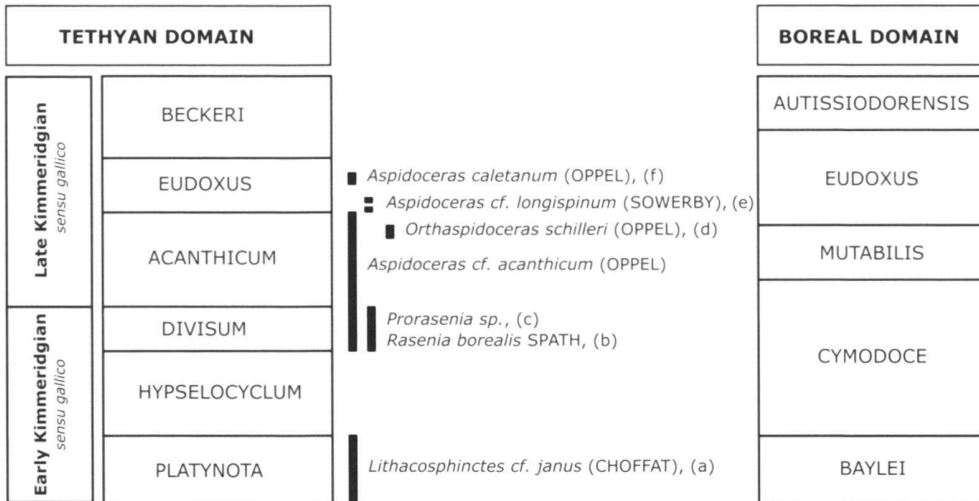 TETHYAN DOMAIN
BOREAL DOMAIN
Late Kimmeridgian
sensu gallico
Early Kimmeridgian
sensu gallico
BECKERI
EUDOXUS
ACANTHICUM
DIVISUM
HYPSELOCYCLUM
PLATYNOTA
Aspidoceras caletanum (OPPEL), (f)
Aspidoceras cf. longispinum (SOWERBY), (e)
Orthaspidoceras schilleri (OPPEL), (d)
Aspidoceras cf. acanthicum (OPPEL)
Prorasenia sp., (c)
Rasenia borealis SPATH, (b)
Lithacosphinctes cf. janus (CHOFFAT), (a)
AUTISSIODORENSIS
EUDOXUS
MUTABILIS
CYMODOCE
BAYLEI